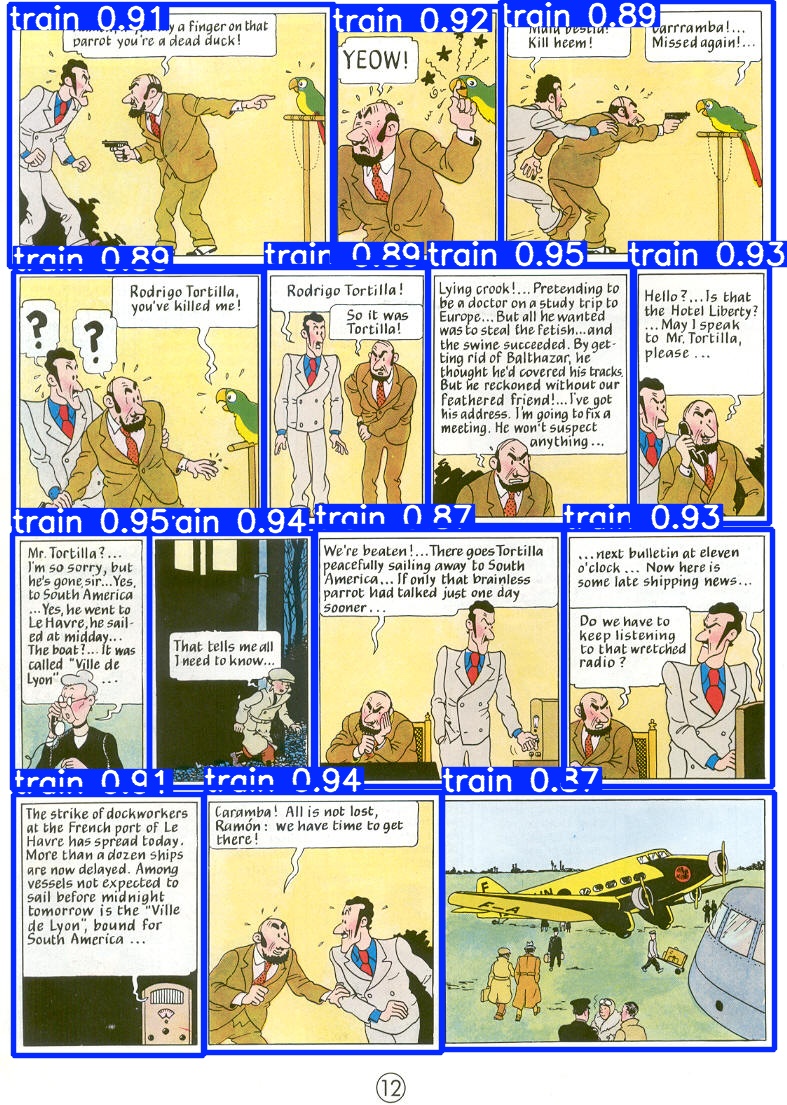 train 0.91
a finger on that
parrot you're a dead duck!
train 0.92
YEOW!
train 0.89
Mala bestia!
Kill heem!
Carrramba!...
Missed again!...
train 0.89
?
?
Rodrigo Tortilla,
you've killed me!
train 0.89
Rodrigo Tortilla!
So it was
Tortilla!
train 0.95
Lying crook!... Pretending to
be a doctor on a study trip to
Europe... But all he wanted
was to steal the fetish...and
the swine succeeded. By get-
ting rid of Balthazar, he
thought he'd covered his tracks.
But he reckoned without our
feathered friend!... I've got
his address. I'm going to fix a
meeting. He won't suspect
anything...
train 0.93
Hello?...Is that
the Hotel Liberty?
...May I speak
to Mr. Tortilla,
please...
train 0.95
Mr. Tortilla?...
I'm so sorry, but
he's gone, sir...Yes,
to South America
...Yes, he went to
Le Havre, he sail-
ed at midday...
The boat?... It was
called "Ville de
Lyon" ...
ain 0.94
That tells me all
I need to know...
train 0.87
We're beaten!...There goes Tortilla
peacefully sailing away to South
America... If only that brainless
parrot had talked just one day
sooner...
train 0.93
...next bulletin at eleven
o'clock... Now here is
some late shipping news...
Do we have to
keep listening
to that wretched
radio?
train 0.91
The strike of dockworkers
at the French port of Le
Havre has spread today.
More than a dozen ships
are now delayed. Among
vessels not expected to
sail before midnight
tomorrow is the "Ville
de Lyon", bound for
South America...
train 0.94
Caramba! All is not lost,
Ramón: we have time to get
there!
train 0.87
F
F-A
12